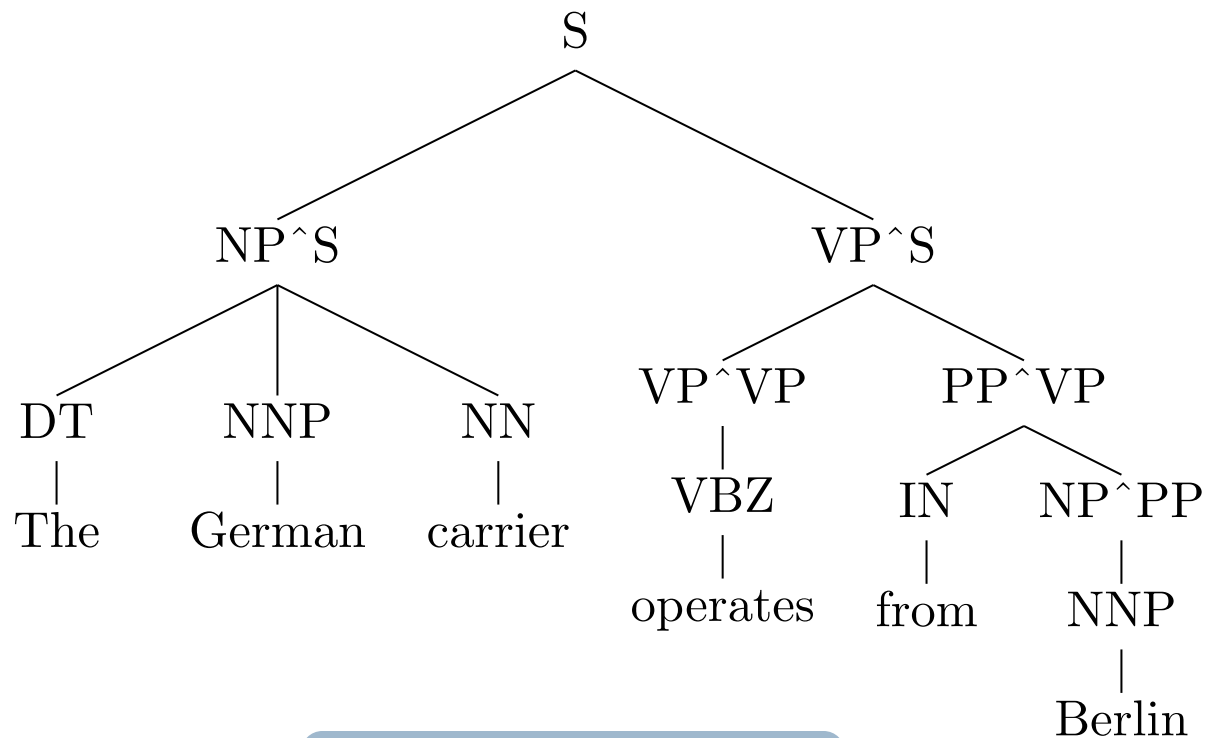 S
NP^S VP^S
VP^VP PP^VP
DT NNP NN
VBZ IN NP^PP
The German carrier
operates from NNP
Berlin